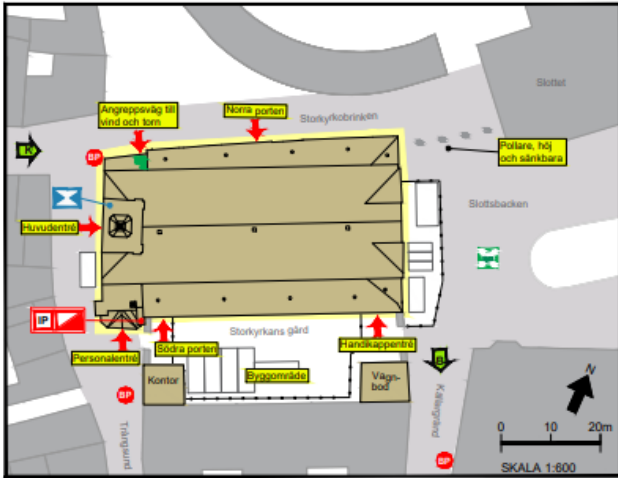 Slottet
Angreppsväg till
vind och torn
Norra porten
Storkyrkobrinken
K
BP
Pollare, höj
och sänkbara
Slottsbacken
Huvudentré
IP
Storkyrkans gård
Personalentré
Södra porten
Handikappentré
B
Byggområde
Kontor
Vagn-
bod
BP
Trångsund
Källargränd
BP
N
0
10
20m
SKALA 1:600